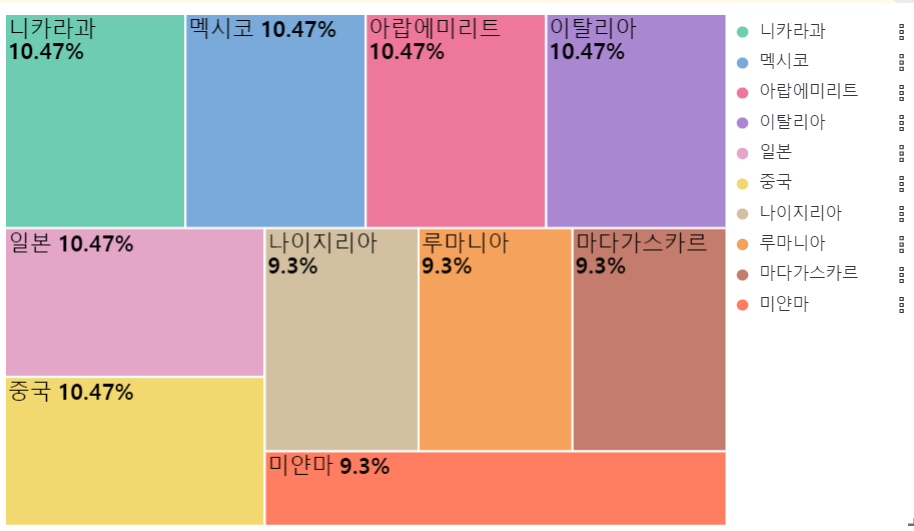 니카라과
10.47%
멕시코 10.47%
아랍에미리트
10.47%
이탈리아
10.47%
일본 10.47%
중국 10.47%
나이지리아
9.3%
루마니아
9.3%
마다가스카르
9.3%
미얀마 9.3%
니카라과
멕시코
아랍에미리트
이탈리아
일본
중국
나이지리아
루마니아
마다가스카르
미얀마